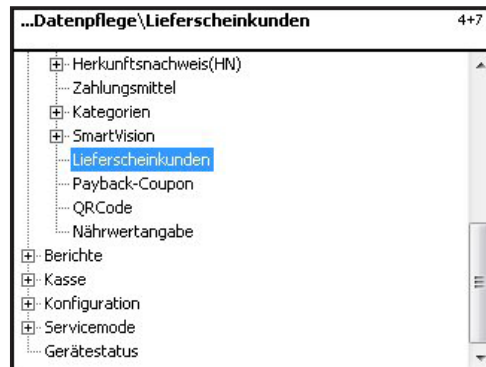 ...Datenpflege\Lieferscheinkunden 4+7
Herkunftsnachweis(HN)
Zahlungsmittel
Kategorien
SmartVision
Lieferscheinkunden
Payback-Coupon
QRCode
Nährwertangabe
Berichte
Kasse
Konfiguration
Servicemode
Gerätestatus